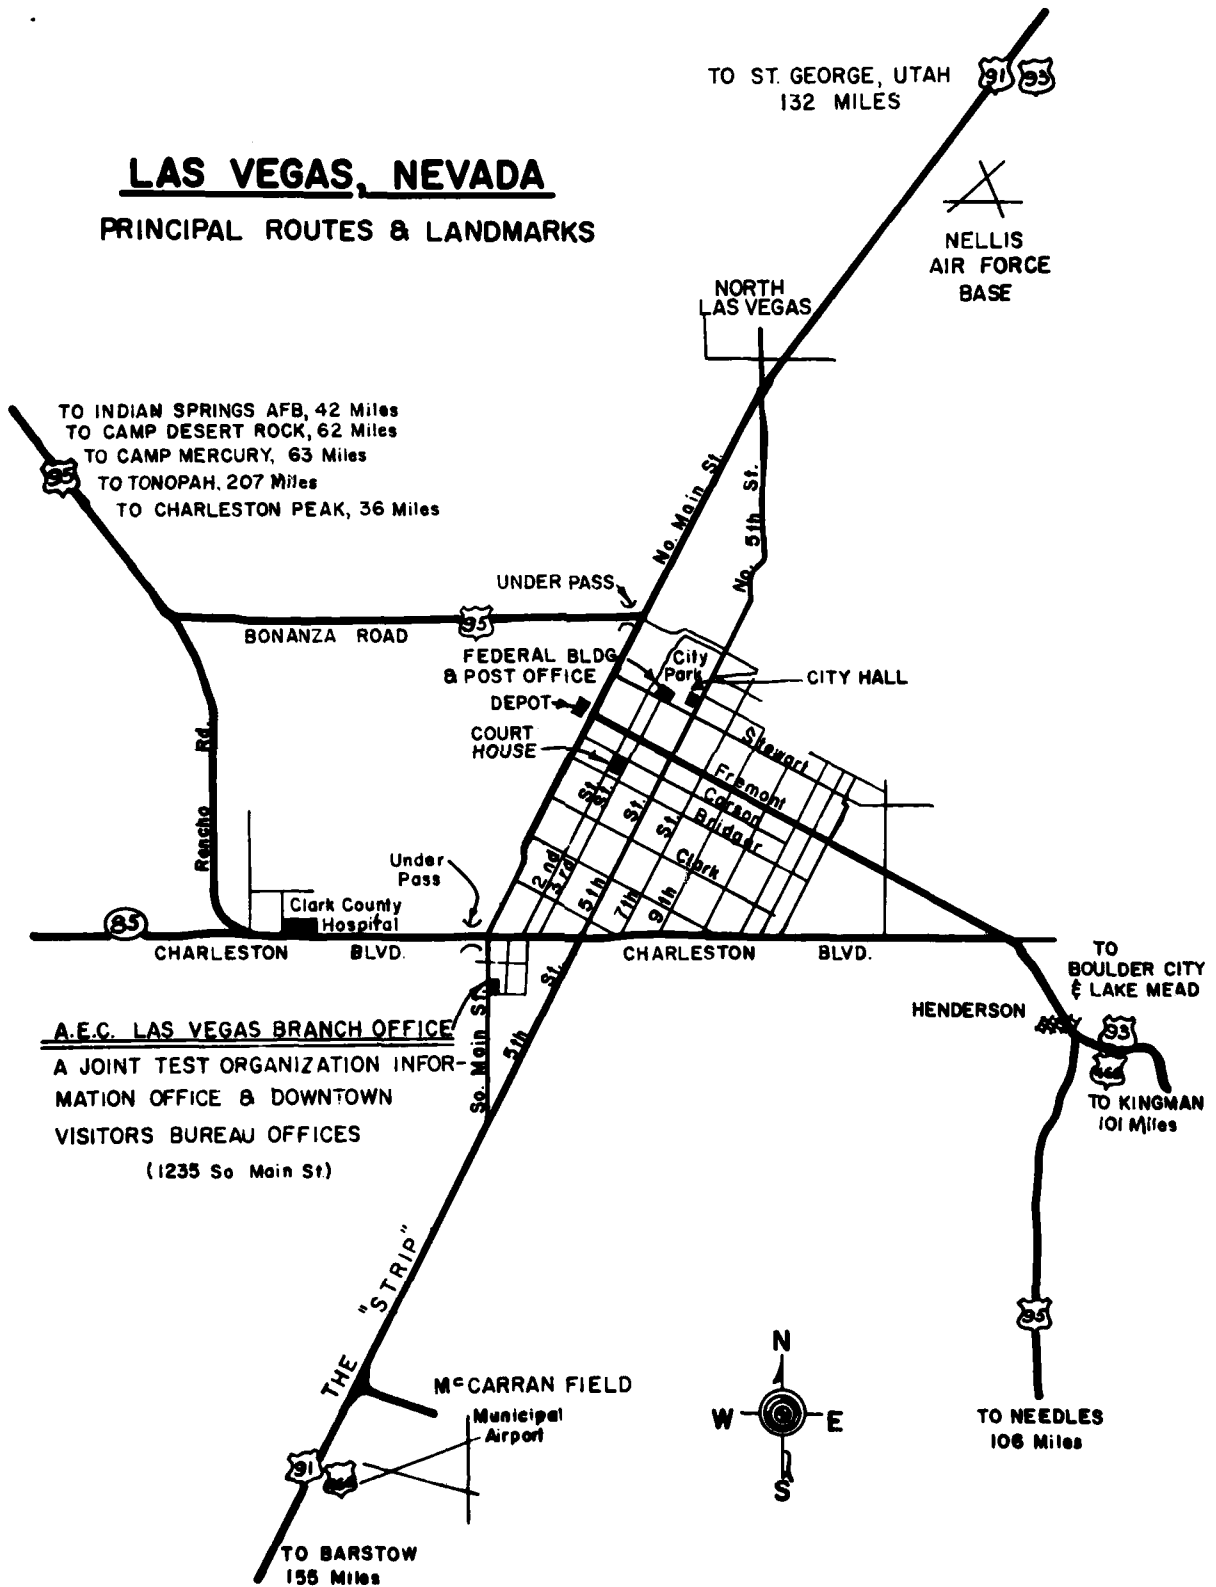 TO ST. GEORGE, UTAH
132 MILES
91 93
LAS VEGAS, NEVADA
PRINCIPAL ROUTES & LANDMARKS
NELLIS
AIR FORCE
BASE
NORTH
LAS VEGAS
TO INDIAN SPRINGS AFB, 42 Miles
TO CAMP DESERT ROCK, 62 Miles
TO CAMP MERCURY, 63 Miles
95
TO TONOPAH, 207 Miles
TO CHARLESTON PEAK, 36 Miles
No. Main St.
No. 5th St.
UNDER PASS
BONANZA ROAD
95
FEDERAL BLDG
& POST OFFICE
City
Park
CITY HALL
DEPOT
COURT
HOUSE
Rancho Rd.
Stewart
Fremont
Carson
Bridger
Clark
2nd St.
3rd St.
5th St.
7th St.
9th
Under
Pass
Clark County
Hospital
85
CHARLESTON BLVD.
CHARLESTON BLVD.
TO
BOULDER CITY
& LAKE MEAD
HENDERSON
93
466
TO KINGMAN
101 Miles
So. Main St.
5th St.
A.E.C. LAS VEGAS BRANCH OFFICE
A JOINT TEST ORGANIZATION INFOR-
MATION OFFICE & DOWNTOWN
VISITORS BUREAU OFFICES
(1235 So Main St.)
THE "STRIP"
95
TO NEEDLES
106 Miles
McCARRAN FIELD
Municipal
Airport
91
N
W E
S
TO BARSTOW
155 Miles